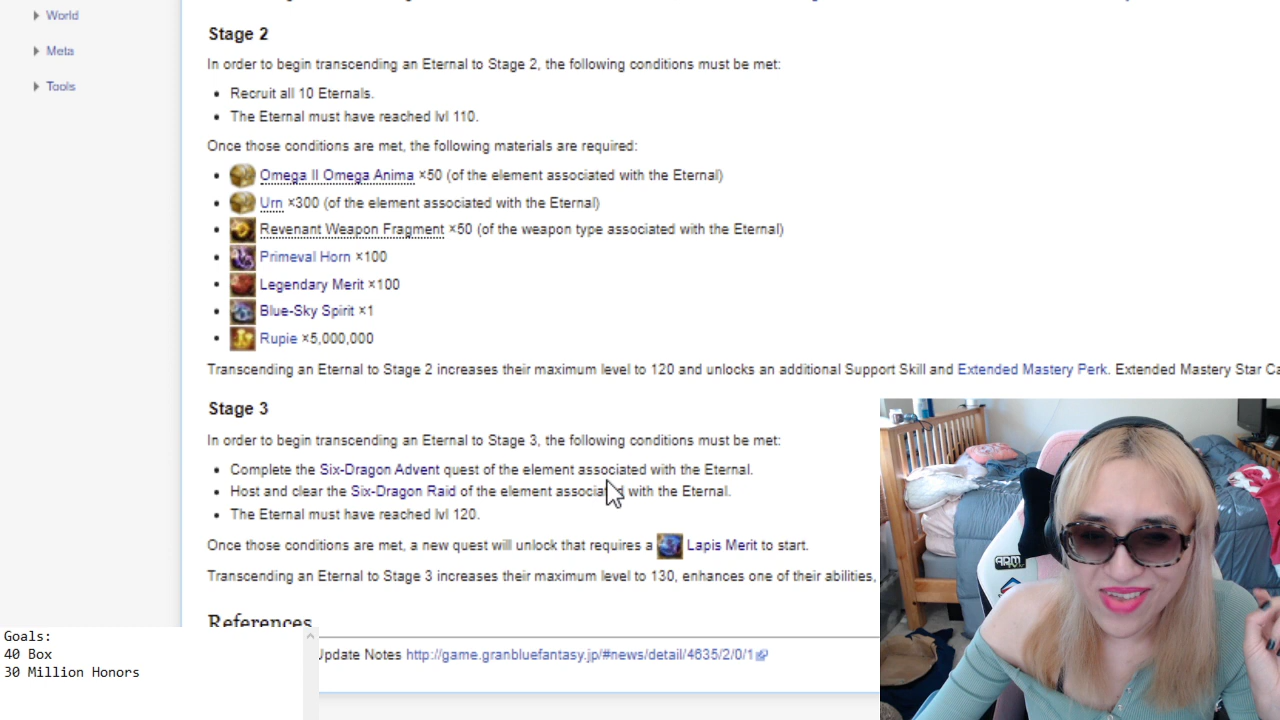 World
Meta
Tools
Stage 2
In order to begin transcending an Eternal to Stage 2, the following conditions must be met:
Recruit all 10 Eternals.
The Eternal must have reached lvl 110.
Once those conditions are met, the following materials are required:
Omega II Omega Anima ×50 (of the element associated with the Eternal)
Urn ×300 (of the element associated with the Eternal)
Revenant Weapon Fragment ×50 (of the weapon type associated with the Eternal)
Primeval Horn ×100
Legendary Merit ×100
Blue-Sky Spirit ×1
Rupie ×5,000,000
Transcending an Eternal to Stage 2 increases their maximum level to 120 and unlocks an additional Support Skill and Extended Mastery Perk. Extended Mastery Star Ca
Stage 3
In order to begin transcending an Eternal to Stage 3, the following conditions must be met:
Complete the Six-Dragon Advent quest of the element associated with the Eternal.
Host and clear the Six-Dragon Raid of the element associated with the Eternal.
The Eternal must have reached lvl 120.
Once those conditions are met, a new quest will unlock that requires a Lapis Merit to start.
Transcending an Eternal to Stage 3 increases their maximum level to 130, enhances one of their abilities,
References
Update Notes http://game.granbluefantasy.jp/#news/detail/4635/2/0/1
Goals:
40 Box
30 Million Honors